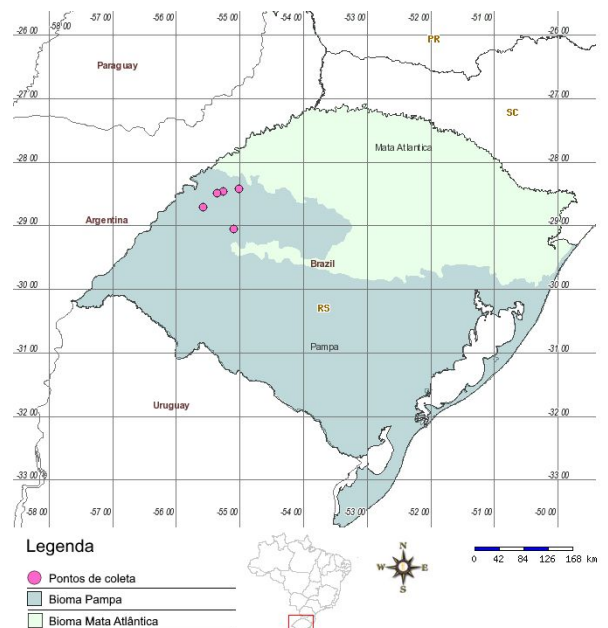 -58 00
-57 00
-56 00
-55 00
-54 00
-53 00
-52 00
-51 00
-50 00
-26 00
-26 00
PR
Paraguay
-27 00
-27 00
SC
Mata Atlantica
-28 00
-28 00
Argentina
-29 00
-29 00
Brazil
-30 00
-30 00
RS
-31 00
-31 00
Pampa
Uruguay
-32 00
-32 00
-33 00
-33 00
-58 00
-57 00
-56 00
-55 00
-54 00
-53 00
-52 00
-51 00
-50 00
Legenda
Pontos de coleta
Bioma Pampa
Bioma Mata Atlântica
N
W E
S
0 42 84 126 168 km